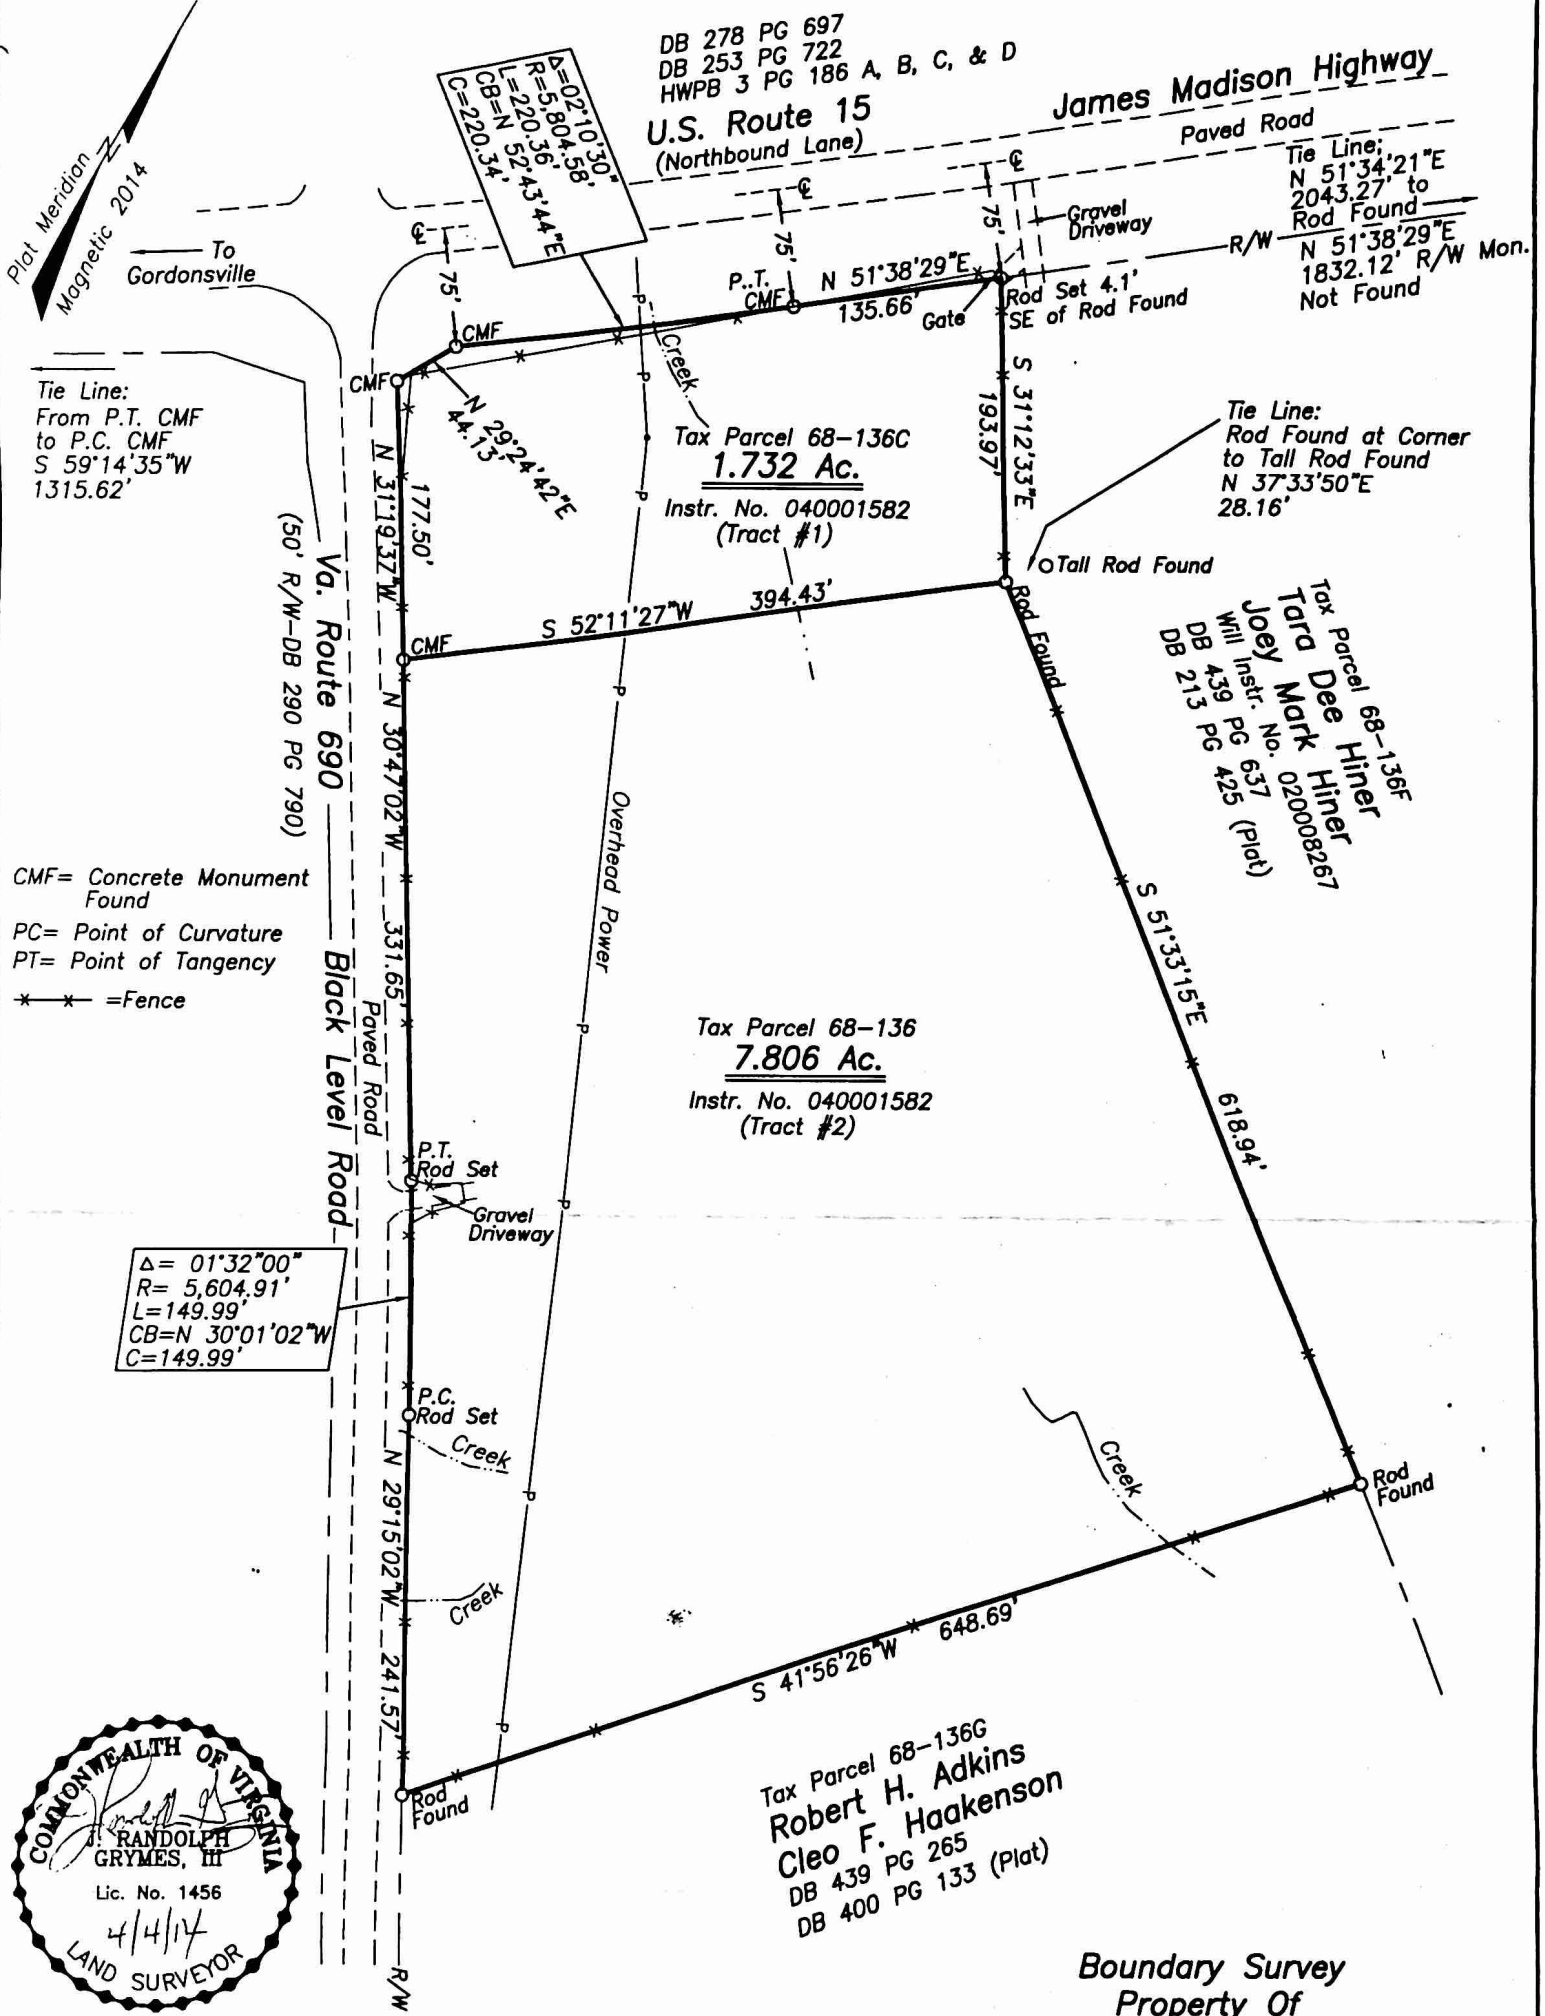 DB 278 PG 697
DB 253 PG 722
HWPB 3 PG 186 A, B, C, & D
U.S. Route 15
(Northbound Lane)
James Madison Highway
Paved Road
Δ=02°10'30"
R=5,804.58'
L=220.36'
CB=N 52°43'44"E
C=220.34'
Plat Meridian
N
Magnetic 2014
To
Gordonsville
Tie Line;
N 51°34'21"E
2043.27' to
Rod Found
R/W
N 51°38'29"E
1832.12' R/W Mon.
Not Found
℄
75'
℄
75'
℄
75'
Gravel
Driveway
P..T.
CMF
N 51°38'29"E
135.66'
Gate
Rod Set 4.1'
SE of Rod Found
CMF
CMF
N 29°24'42"E
44.13'
Creek
Tie Line:
From P.T. CMF
to P.C. CMF
S 59°14'35"W
1315.62'
Tax Parcel 68-136C
1.732 Ac.
Instr. No. 040001582
(Tract #1)
S 31°12'33"E
193.97'
Tie Line:
Rod Found at Corner
to Tall Rod Found
N 37°33'50"E
28.16'
Tall Rod Found
Rod Found
N 31°19'37"W
177.50'
S 52°11'27"W
394.43'
CMF
Va. Route 690
Black Level Road
(50' R/W-DB 290 PG 790)
Paved Road
N 30°47'02"W
331.65'
P
P
P
P
Overhead Power
P
P
P
P
Tax Parcel 68-136F
Tara Dee Hiner
Joey Mark Hiner
Will Instr. No. 020008267
DB 439 PG 637
DB 213 PG 425 (Plat)
CMF= Concrete Monument
Found
PC= Point of Curvature
PT= Point of Tangency
=Fence
S 51°33'15"E
618.94'
Tax Parcel 68-136
7.806 Ac.
Instr. No. 040001582
(Tract #2)
P.T.
Rod Set
Gravel
Driveway
Δ= 01°32"00"
R= 5,604.91'
L=149.99'
CB=N 30°01'02"W
C=149.99'
P.C.
Rod Set
Creek
Creek
Creek
N 29°15'02"W
241.57'
Rod
Found
S 41°56'26"W
648.69'
Rod
Found
Tax Parcel 68-136G
Robert H. Adkins
Cleo F. Haakenson
DB 439 PG 265
DB 400 PG 133 (Plat)
COMMONWEALTH OF VIRGINIA
J. RANDOLPH
GRYMES, III
Lic. No. 1456
4/4/14
LAND SURVEYOR
R/W
Boundary Survey
Property Of